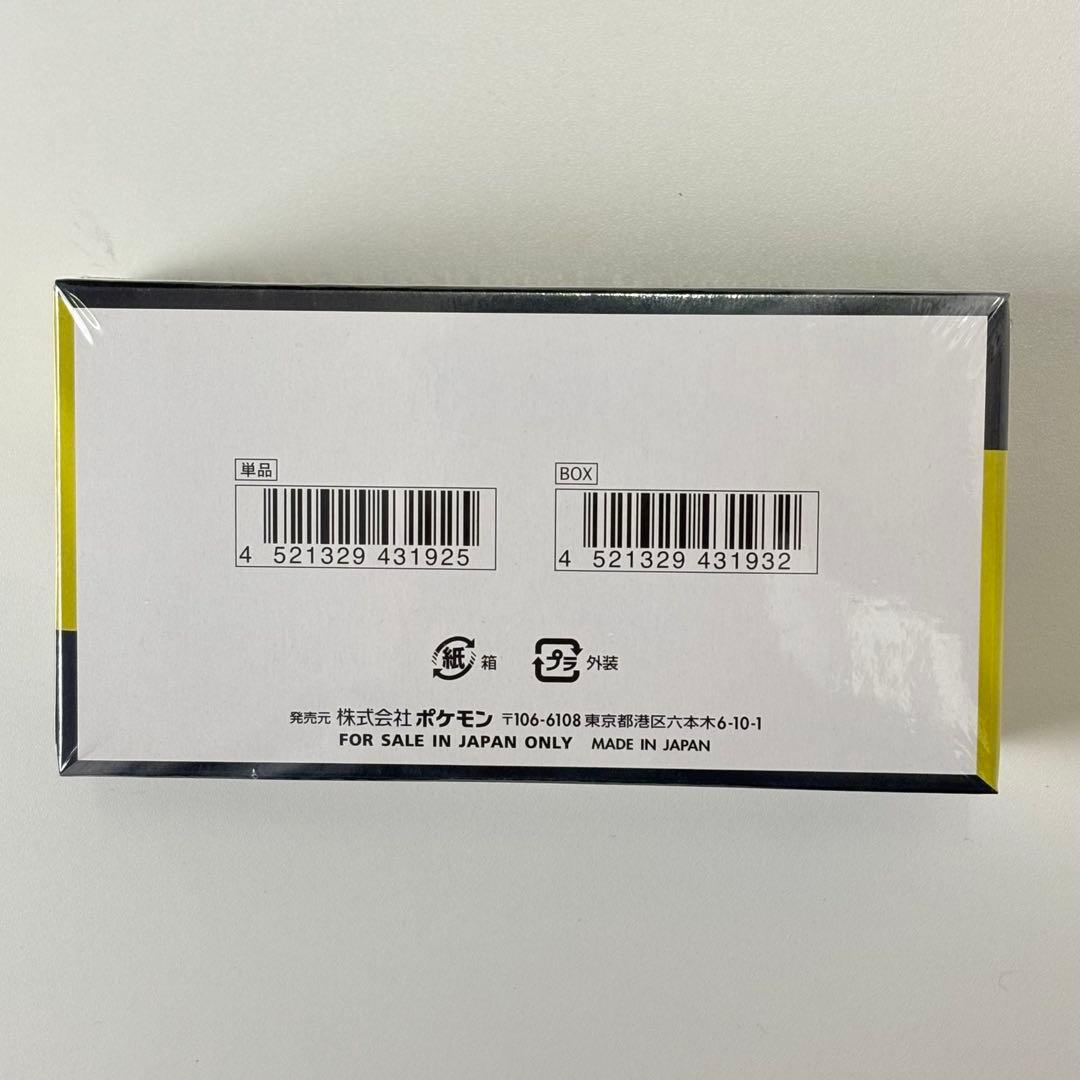 単品
BOX
4 521329 431925
4 521329 431932
紙 箱
プラ 外装
発売元 株式会社 ポケモン 〒106-6108 東京都港区六本木6-10-1
FOR SALE IN JAPAN ONLY MADE IN JAPAN